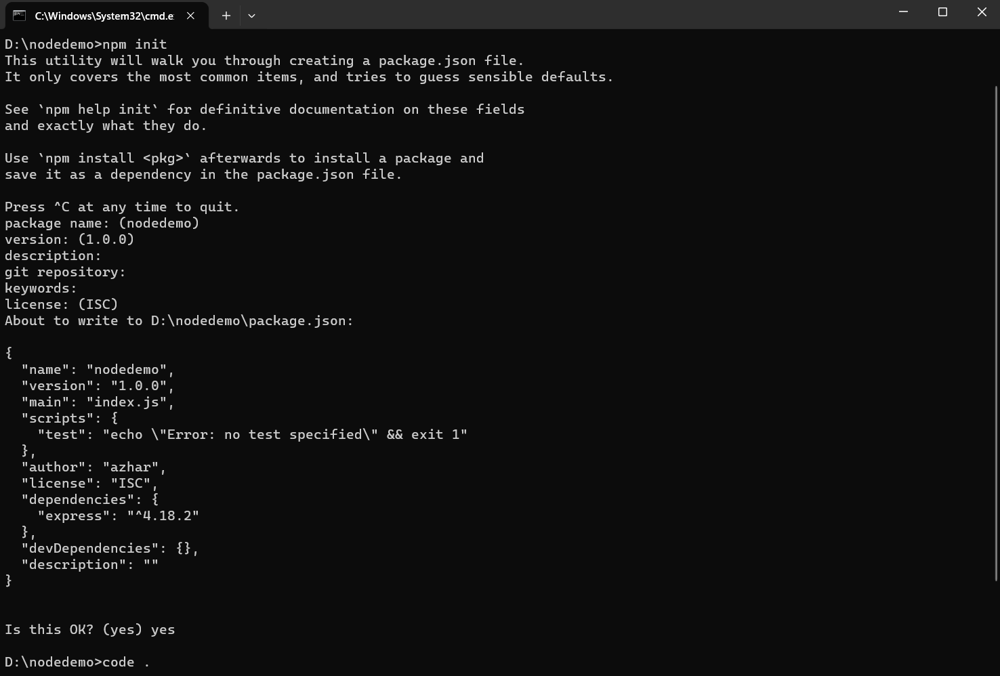 C:\Windows\System32\cmd.e
D:\nodedemo>npm init
This utility will walk you through creating a package.json file.
It only covers the most common items, and tries to guess sensible defaults.
See `npm help init` for definitive documentation on these fields
and exactly what they do.
Use `npm install <pkg>` afterwards to install a package and
save it as a dependency in the package.json file.
Press ^C at any time to quit.
package name: (nodedemo)
version: (1.0.0)
description:
git repository:
keywords:
license: (ISC)
About to write to D:\nodedemo\package.json:
{
  "name": "nodedemo",
  "version": "1.0.0",
  "main": "index.js",
  "scripts": {
    "test": "echo \"Error: no test specified\" && exit 1"
  },
  "author": "azhar",
  "license": "ISC",
  "dependencies": {
    "express": "^4.18.2"
  },
  "devDependencies": {},
  "description": ""
}
Is this OK? (yes) yes
D:\nodedemo>code .